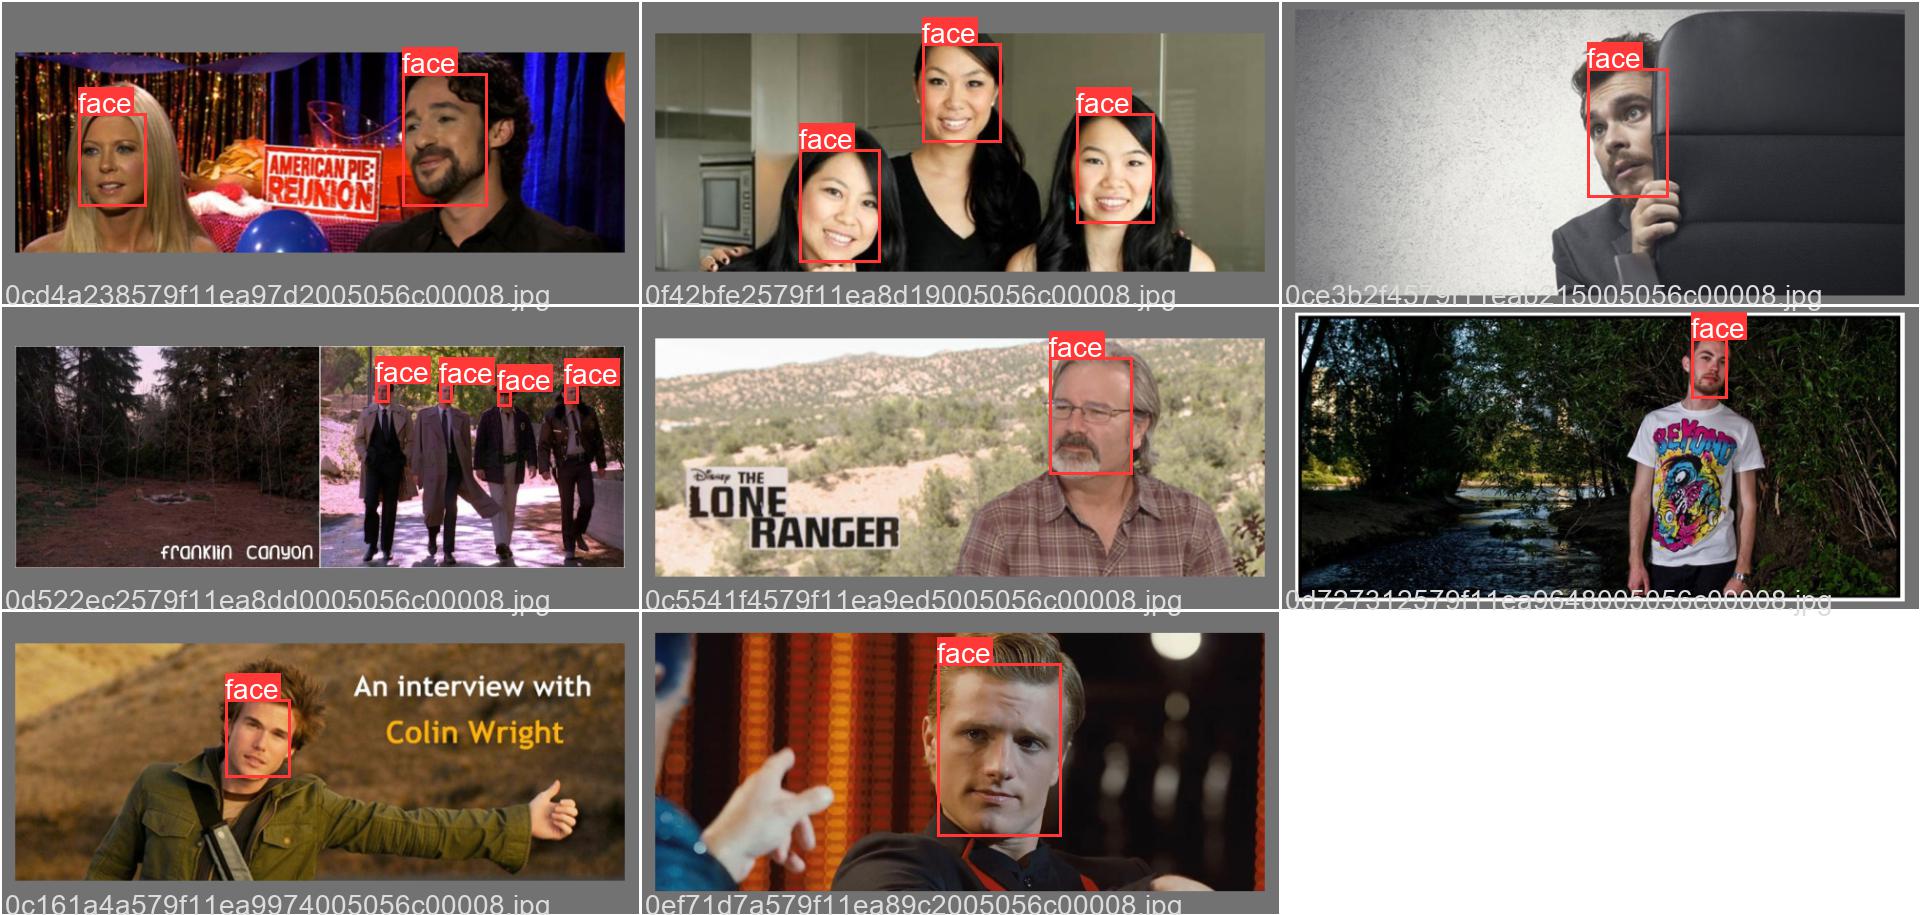 face
face
AMERICAN PIE:
REUNION
0cd4a238579f11ea97d2005056c00008.jpg
face
face
face
0f42bfe2579f11ea8d19005056c00008.jpg
face
0ce3b2f4579f11eab215005056c00008.jpg
face
face
face
face
franklin canyon
0d522ec2579f11ea8dd0005056c00008.jpg
face
Disney THE
LONE
RANGER
0c5541f4579f11ea9ed5005056c00008.jpg
face
BEYOND
0d727312579f11ea9648005056c00008.jpg
face
An interview with
Colin Wright
0c161a4a579f11ea9974005056c00008.jpg
face
0ef71d7a579f11ea89c2005056c00008.jpg